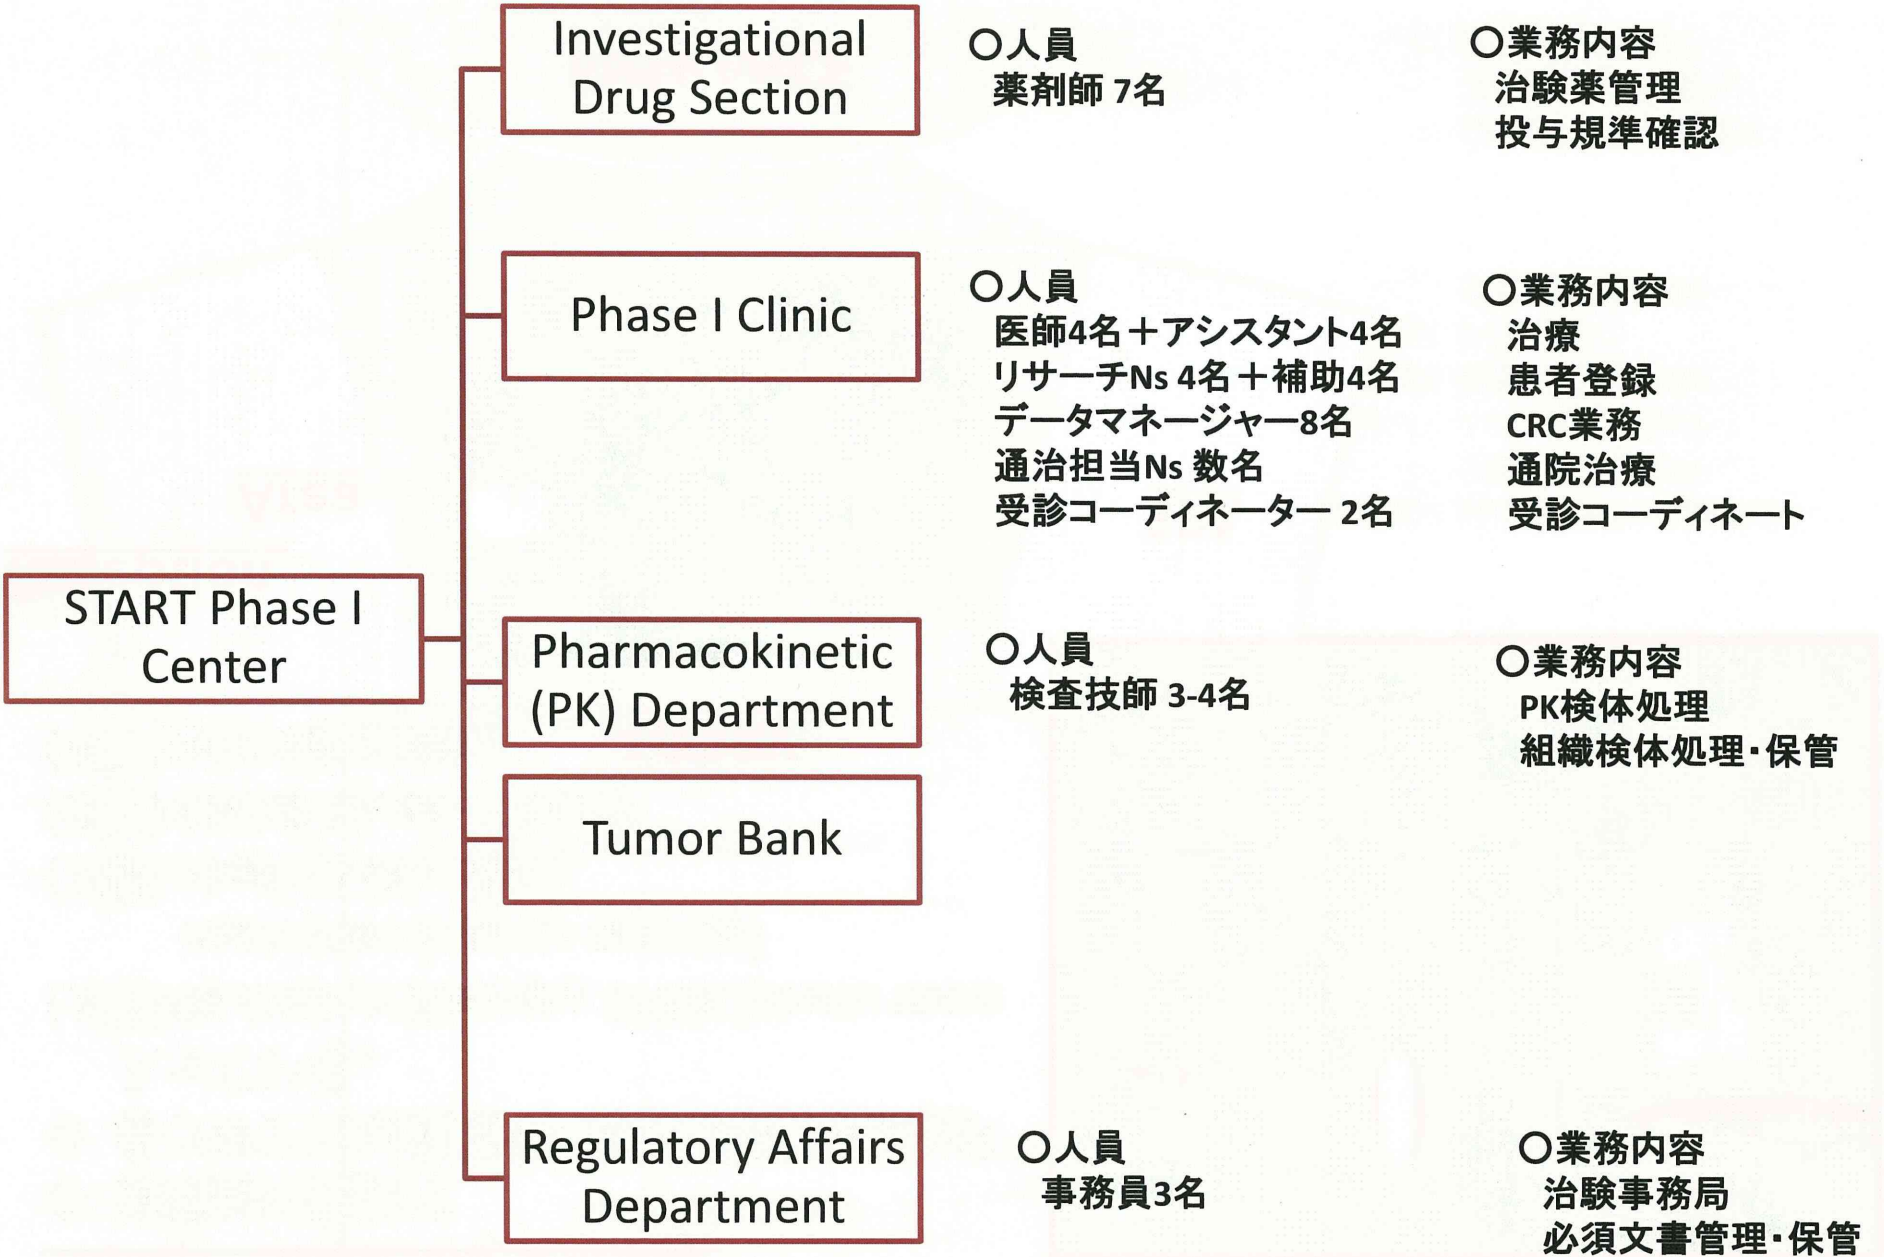 Investigational
Drug Section
〇人員
薬剤師 7名
〇業務内容
治験薬管理
投与規準確認
Phase I Clinic
〇人員
医師4名＋アシスタント4名
リサーチNs 4名＋補助4名
データマネージャー8名
通治担当Ns 数名
受診コーディネーター 2名
〇業務内容
治療
患者登録
CRC業務
通院治療
受診コーディネート
START Phase I
Center
Pharmacokinetic
(PK) Department
〇人員
検査技師 3-4名
〇業務内容
PK検体処理
組織検体処理・保管
Tumor Bank
Regulatory Affairs
Department
〇人員
事務員3名
〇業務内容
治験事務局
必須文書管理・保管